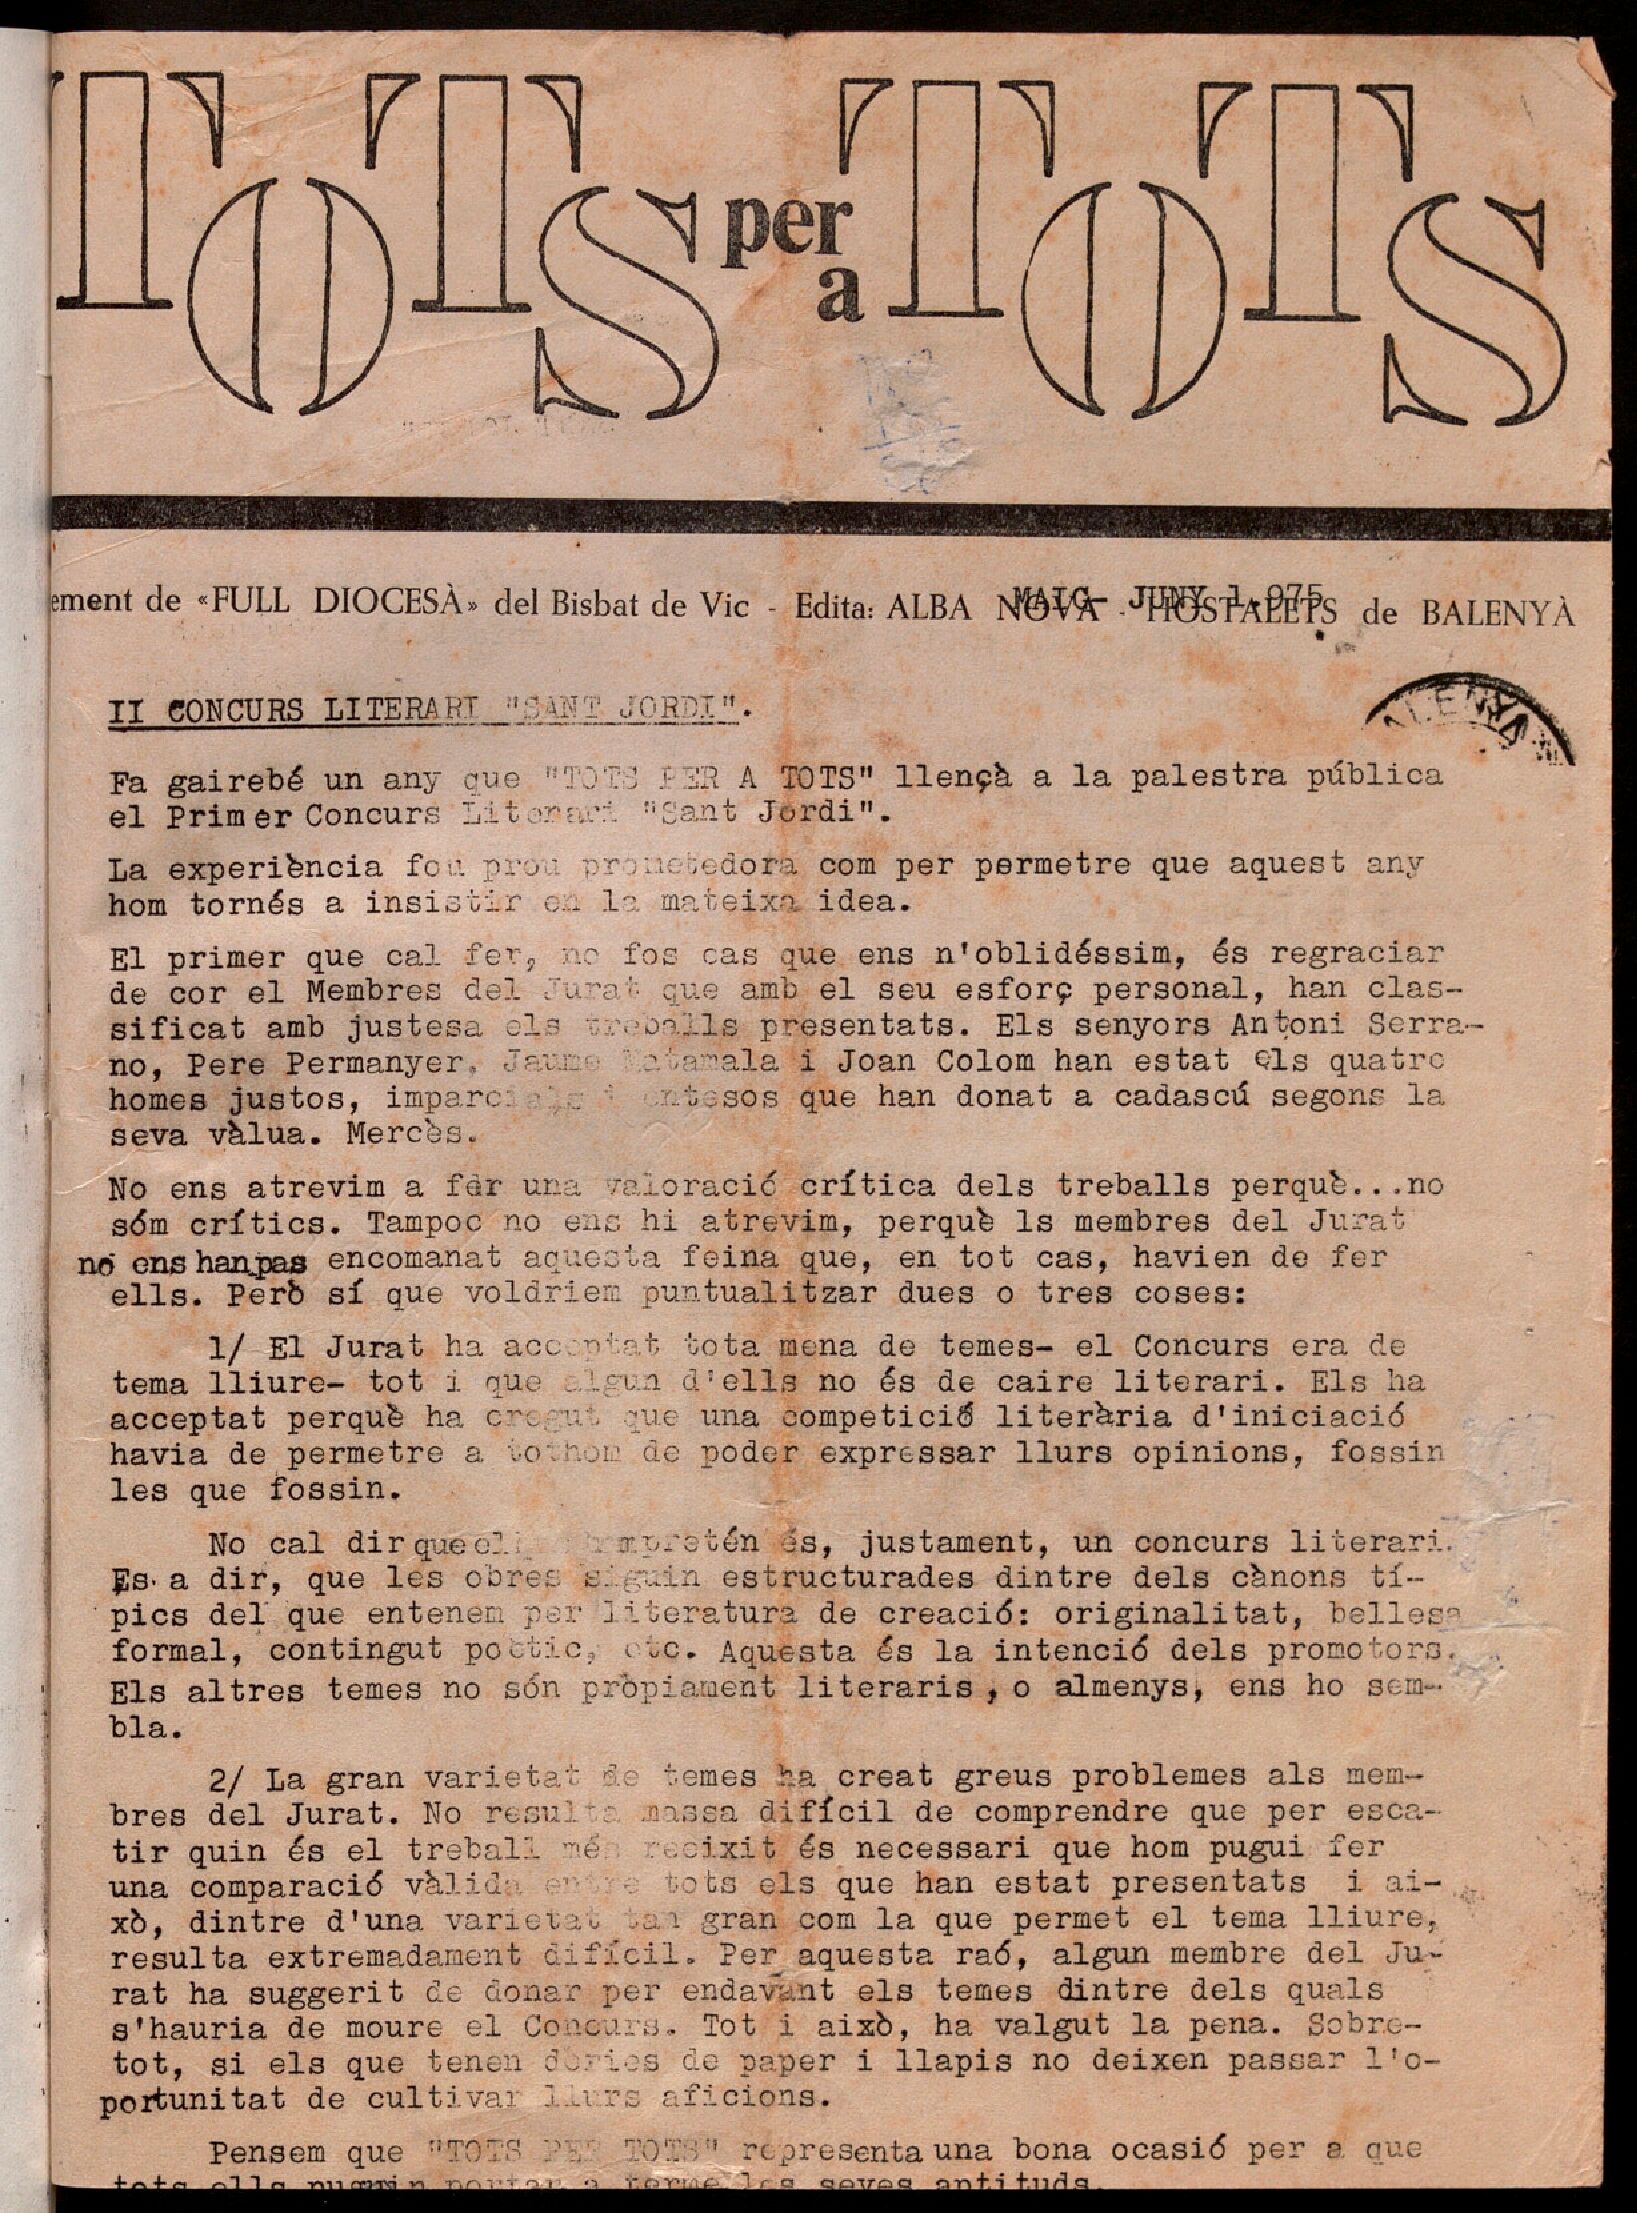 TOTS per a TOTS
ement de «FULL DIOCESÀ» del Bisbat de Vic - Edita: ALBA NOVA - HOSTALETS de BALENYÀ
MAIG- JUNY 1.975
II CONCURS LITERARI "SANT JORDI".
ALENYA
Fa gairebé un any que "TOTS PER A TOTS" llençà a la palestra pública
el Primer Concurs Literari "Sant Jordi".
La experiència fou prou prometedora com per permetre que aquest any
hom tornés a insistir en la mateixa idea.
El primer que cal fer, no fos cas que ens n'oblidéssim, és regraciar
de cor el Membres del Jurat que amb el seu esforç personal, han clas-
sificat amb justesa els treballs presentats. Els senyors Antoni Serra-
no, Pere Permanyer, Jaume Matamala i Joan Colom han estat els quatre
homes justos, imparcials i entesos que han donat a cadascú segons la
seva vàlua. Mercès.
No ens atrevim a fer una valoració crítica dels treballs perquè...no
sóm crítics. Tampoc no ens hi atrevim, perquè ls membres del Jurat
no ens han pas encomanat aquesta feina que, en tot cas, havien de fer
ells. Però sí que voldriem puntualitzar dues o tres coses:
1/ El Jurat ha acceptat tota mena de temes- el Concurs era de
tema lliure- tot i que algun d'ells no és de caire literari. Els ha
acceptat perquè ha cregut que una competició literària d'iniciació
havia de permetre a tothom de poder expressar llurs opinions, fossin
les que fossin.
No cal dir que el és, justament, un concurs literari.
Es a dir, que les obres siguin estructurades dintre dels cànons tí-
pics del que entenem per literatura de creació: originalitat, bellesa
formal, contingut poètic, etc. Aquesta és la intenció dels promotors.
Els altres temes no són pròpiament literaris, o almenys, ens ho sem-
bla.
2/ La gran varietat de temes ha creat greus problemes als mem-
bres del Jurat. No resulta massa difícil de comprendre que per esca-
tir quin és el treball més reeixit és necessari que hom pugui fer
una comparació vàlida entre tots els que han estat presentats i ai-
xò, dintre d'una varietat tan gran com la que permet el tema lliure,
resulta extremadament difícil. Per aquesta raó, algun membre del Ju-
rat ha suggerit de donar per endavant els temes dintre dels quals
s'hauria de moure el Concurs. Tot i això, ha valgut la pena. Sobre-
tot, si els que tenen dèries de paper i llapis no deixen passar l'o-
portunitat de cultivar llurs aficions.
Pensem que "TOTS PER TOTS" representa una bona ocasió per a que
tots ells puguin portar a terme les seves aptituds.